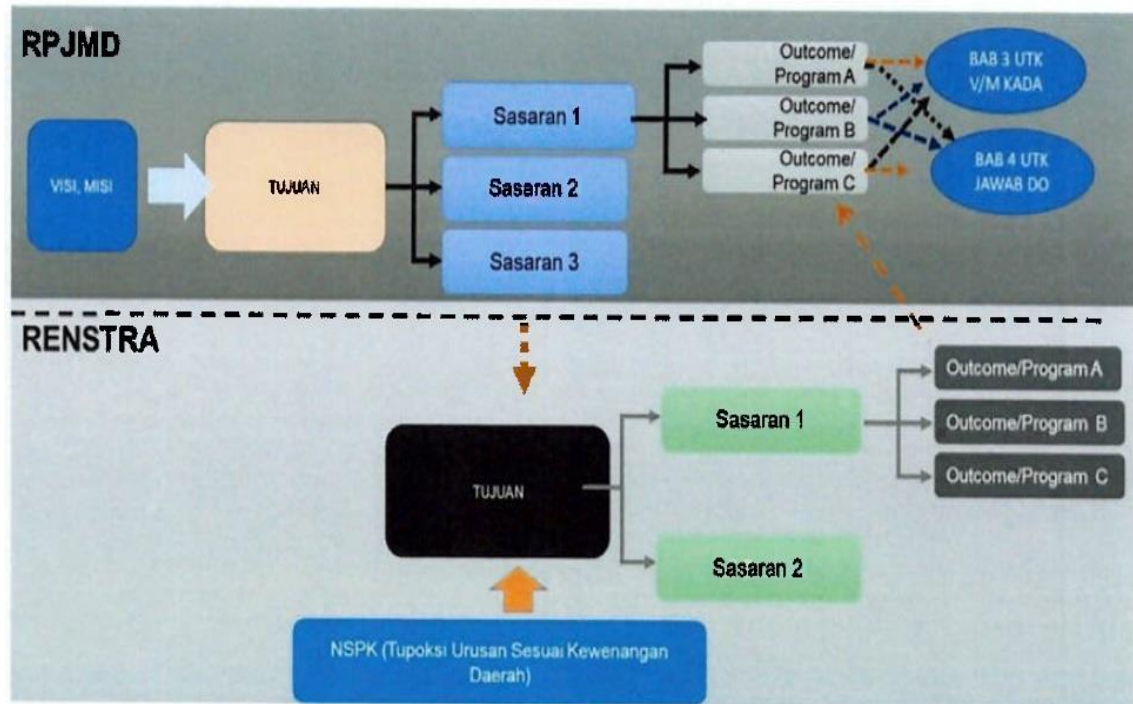 RPJMD
VISI, MISI
TUJUAN
Sasaran 1
Sasaran 2
Sasaran 3
Outcome/
Program A
Outcome/
Program B
Outcome/
Program C
BAB 3 UTK
V/M KADA
BAB 4 UTK
JAWAB DO
RENSTRA
TUJUAN
Sasaran 1
Sasaran 2
Outcome/Program A
Outcome/Program B
Outcome/Program C
NSPK (Tupoksi Urusan Sesuai Kewenangan
Daerah)